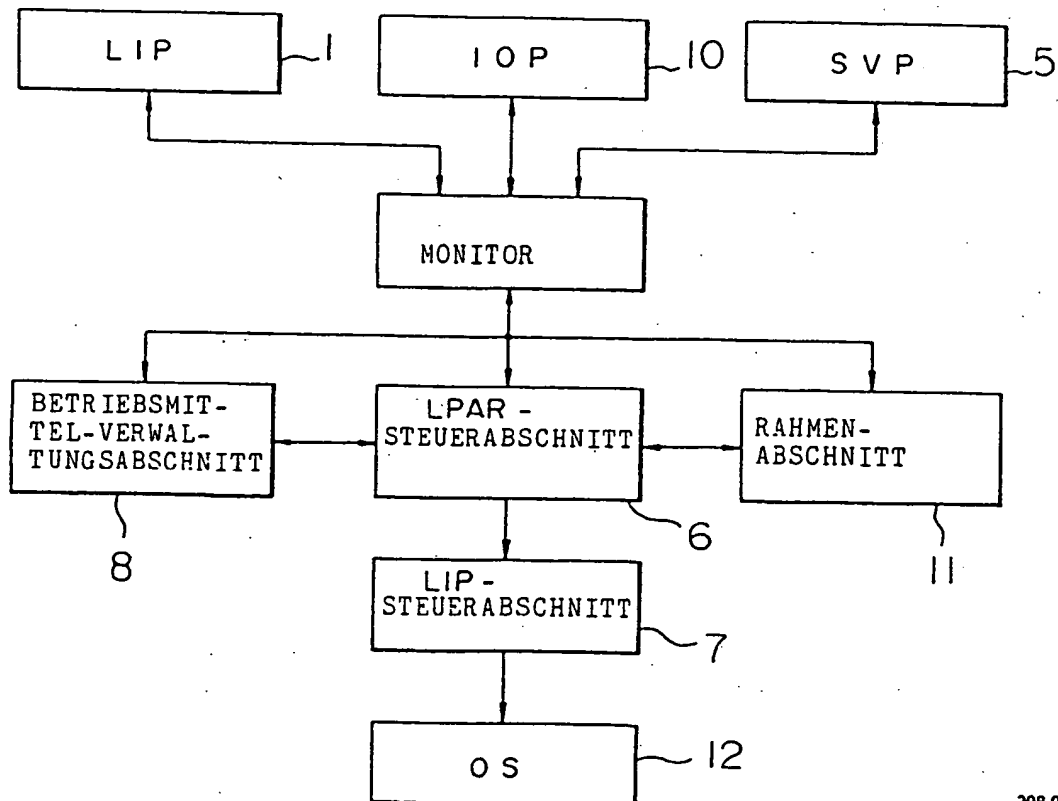 LIP 1
IOP 10
SVP 5
MONITOR
BETRIEBSMIT-
TEL-VERWAL-
TUNGSABSCHNITT
8
LPAR-
STEUERABSCHNITT
6
RAHMEN-
ABSCHNITT
11
LIP-
STEUERABSCHNITT
7
OS 12